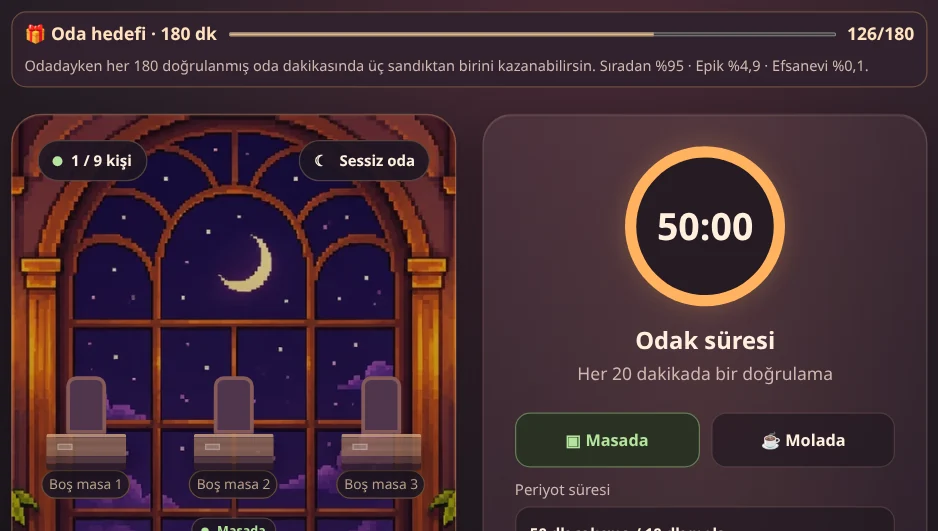 🎁 Oda hedefi · 180 dk 126/180
Odadayken her 180 doğrulanmış oda dakikasında üç sandıktan birini kazanabilirsin. Sıradan %95 · Epik %4,9 · Efsanevi %0,1.
1 / 9 kişi
Sessiz oda
50:00
Odak süresi
Her 20 dakikada bir doğrulama
Masada
Molada
Boş masa 1
Boş masa 2
Boş masa 3
Periyot süresi
Masada